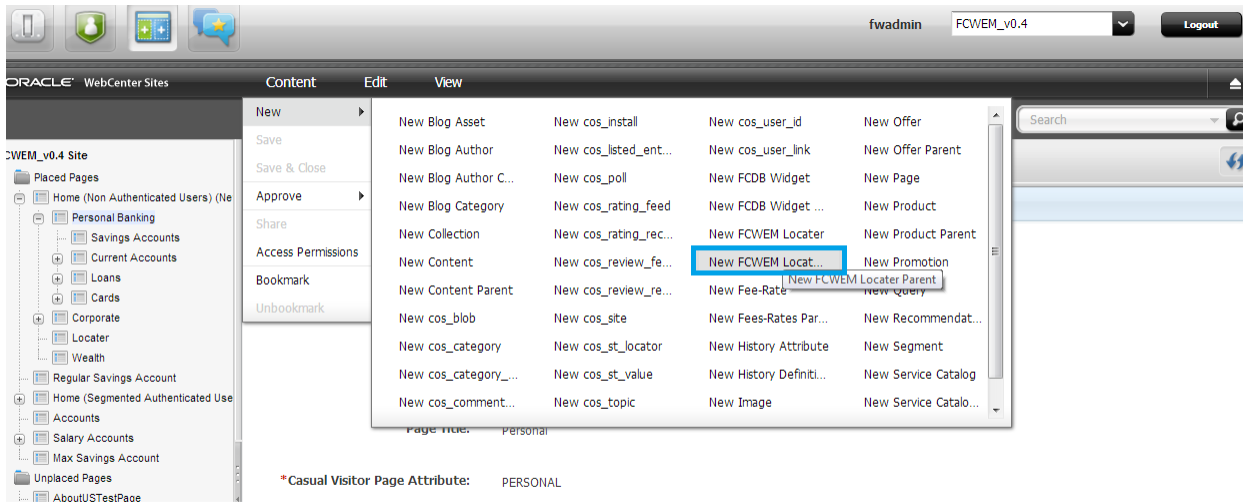 fwadmin
FCWEM_v0.4
Logout
ORACLE WebCenter Sites
Content Edit View
Search
CWEM_v0.4 Site
Placed Pages
Home (Non Authenticated Users) (Ne
Personal Banking
Savings Accounts
Current Accounts
Loans
Cards
Corporate
Locater
Wealth
Regular Savings Account
Home (Segmented Authenticated Use
Accounts
Salary Accounts
Max Savings Account
Unplaced Pages
AboutUSTestPage
New
Save
Save & Close
Approve
Share
Access Permissions
Bookmark
Unbookmark
New Blog Asset
New Blog Author
New Blog Author C...
New Blog Category
New Collection
New Content
New Content Parent
New cos_blob
New cos_category
New cos_category_...
New cos_comment...
New cos_install
New cos_listed_ent...
New cos_poll
New cos_rating_feed
New cos_rating_rec...
New cos_review_fe...
New cos_review_re...
New cos_site
New cos_st_locator
New cos_st_value
New cos_topic
New cos_user_id
New cos_user_link
New FCDB Widget
New FCDB Widget ...
New FCWEM Locater
New FCWEM Locat...
New FCWEM Locater Parent
New Fee-Rate
New Fees-Rates Par...
New History Attribute
New History Definiti...
New Image
New Offer
New Offer Parent
New Page
New Product
New Product Parent
New Promotion
New Query
New Recommendat...
New Segment
New Service Catalog
New Service Catalo...
Page Title: Personal
*Casual Visitor Page Attribute: PERSONAL